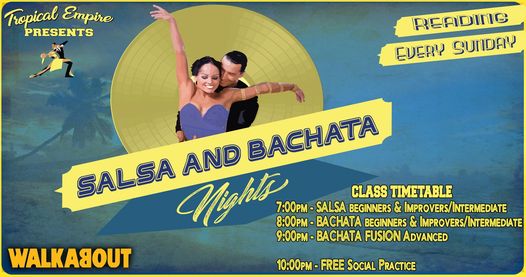 Tropical Empire
PRESENTS
READING
EVERY SUNDAY
SALSA AND BACHATA
Nights
CLASS TIMETABLE
7:00pm - SALSA beginners & Improvers/Intermediate
8:00pm - BACHATA beginners & Improvers/Intermediate
9:00pm - BACHATA FUSION Advanced
10:00pm - FREE Social Practice
WALKABOUT